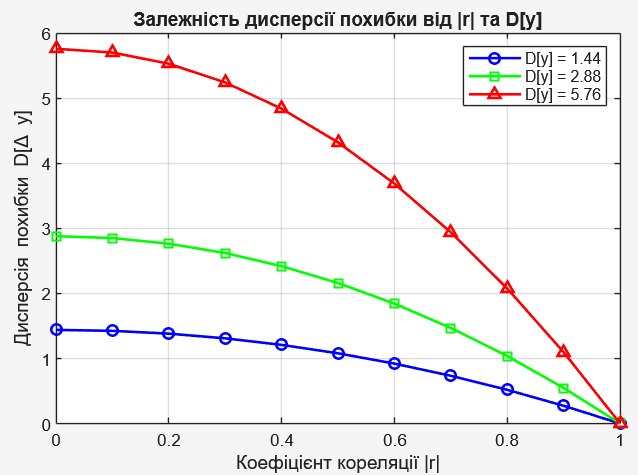 Залежність дисперсії похибки від |r| та D[y]
D[y] = 1.44
D[y] = 2.88
D[y] = 5.76
Дисперсія похибки D[Δ y]
6
5
4
3
2
1
0
0 0.2 0.4 0.6 0.8 1
Коефіцієнт кореляції |r|